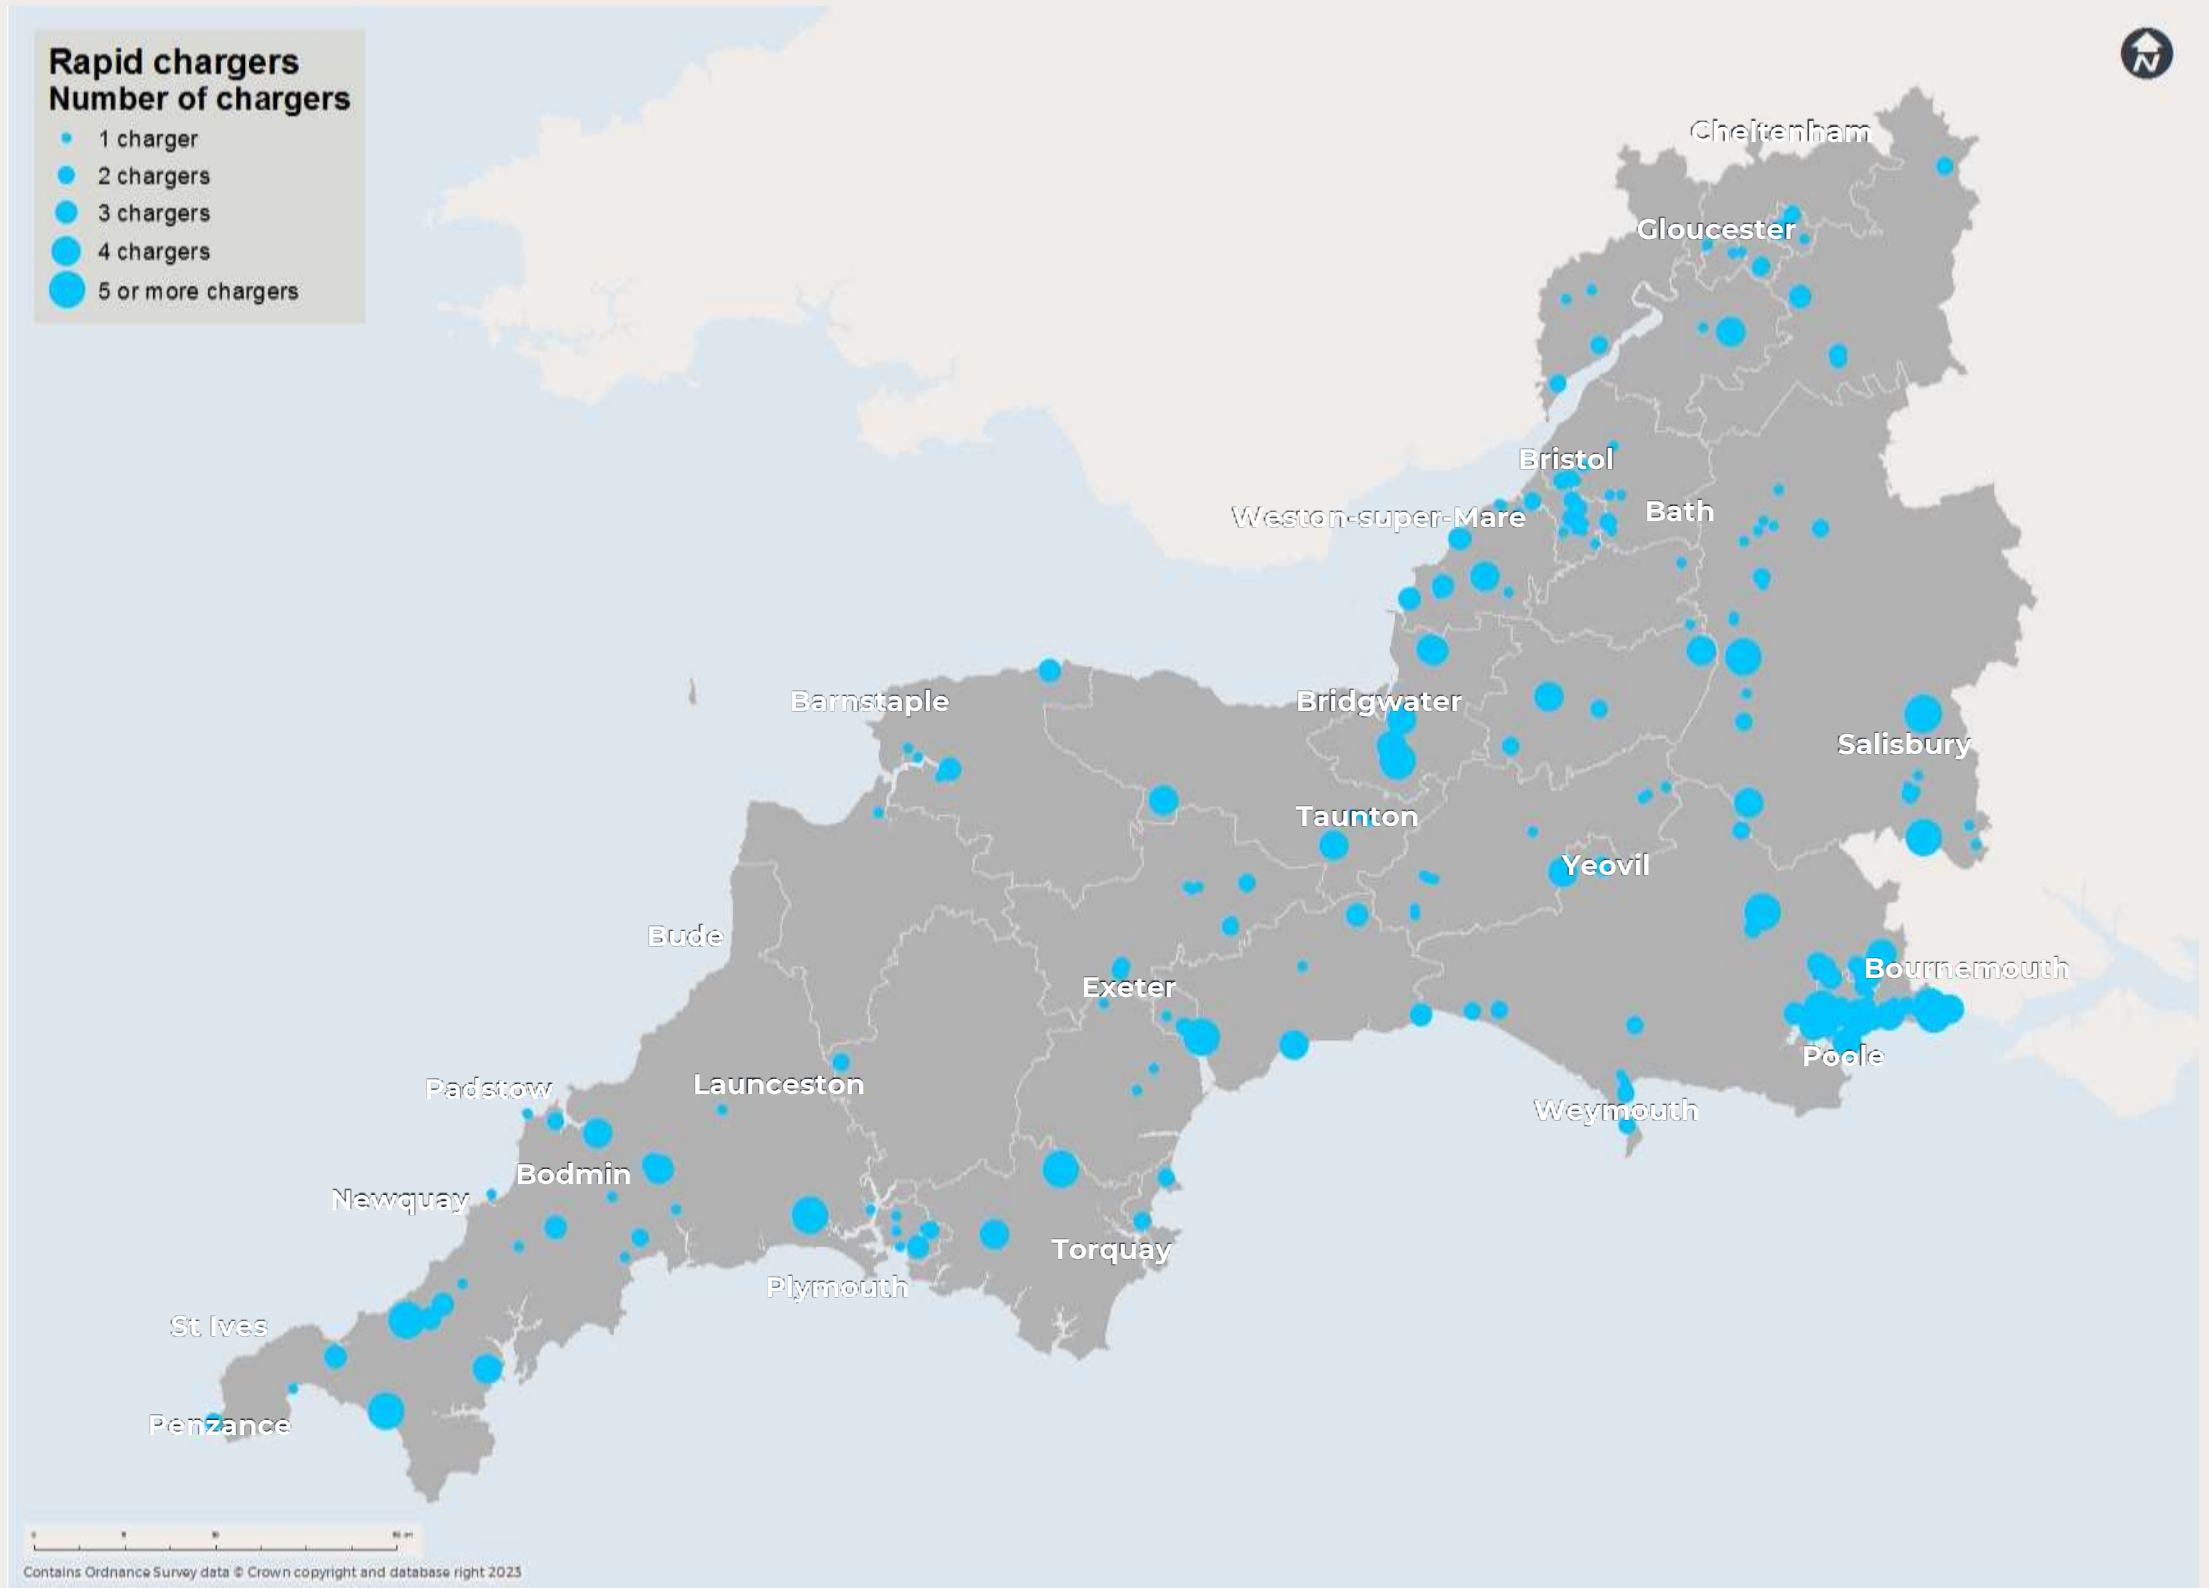 Rapid chargers
Number of chargers
1 charger
2 chargers
3 chargers
4 chargers
5 or more chargers
N
Cheltenham
Gloucester
Bristol
Bath
Weston-super-Mare
Barnstaple
Bridgwater
Salisbury
Taunton
Yeovil
Bude
Exeter
Bournemouth
Poole
Padstow
Launceston
Weymouth
Bodmin
Newquay
Torquay
Plymouth
St Ives
Penzance
Contains Ordnance Survey data © Crown copyright and database right 2023